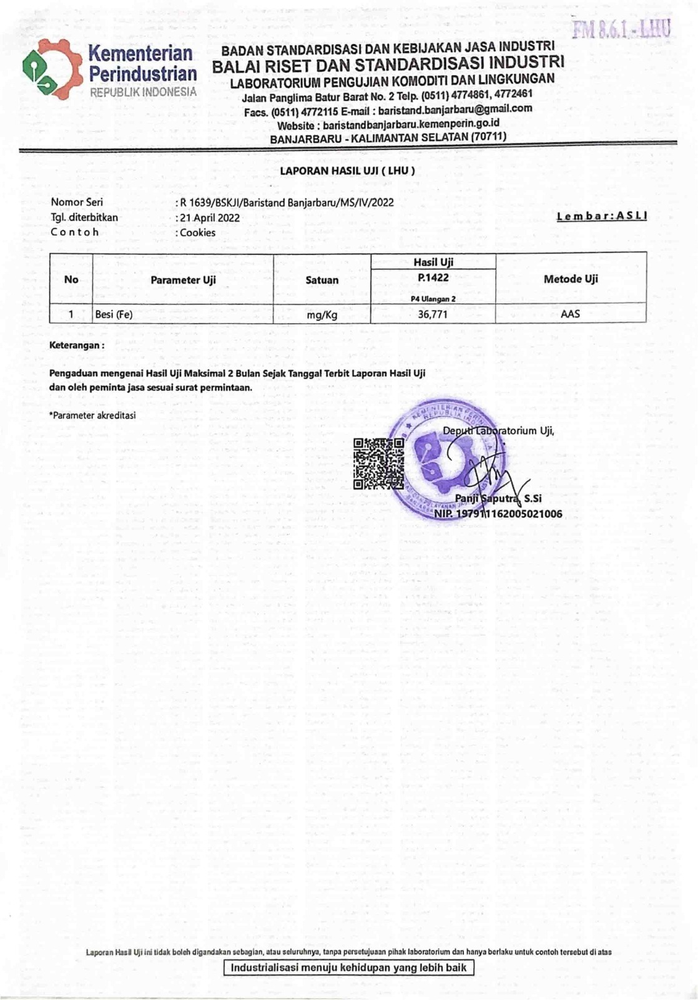 FM 8.6.1 - LHU
Kementerian
Perindustrian
REPUBLIK INDONESIA
BADAN STANDARDISASI DAN KEBIJAKAN JASA INDUSTRI
BALAI RISET DAN STANDARDISASI INDUSTRI
LABORATORIUM PENGUJIAN KOMODITI DAN LINGKUNGAN
Jalan Panglima Batur Barat No. 2 Telp. (0511) 4774861, 4772461
Facs. (0511) 4772115 E-mail : baristand.banjarbaru@gmail.com
Website : baristandbanjarbaru.kemenperin.go.id
BANJARBARU - KALIMANTAN SELATAN (70711)
LAPORAN HASIL UJI ( LHU )
Nomor Seri : R 1639/BSKJI/Baristand Banjarbaru/MS/IV/2022
Tgl. diterbitkan : 21 April 2022
Lembar: ASLI
Contoh : Cookies
No Parameter Uji Satuan Hasil Uji Metode Uji
P.1422
P4 Ulangan 2
1 Besi (Fe) mg/Kg 36,771 AAS
Keterangan :
Pengaduan mengenai Hasil Uji Maksimal 2 Bulan Sejak Tanggal Terbit Laporan Hasil Uji
dan oleh peminta jasa sesuai surat permintaan.
*Parameter akreditasi
KEMENTERIAN
REPUBLIK
Deputi Laboratorium Uji,
Panji Saputra, S.Si
NIP. 197911162005021006
Laporan Hasil Uji ini tidak boleh digandakan sebagian, atau seluruhnya, tanpa persetujuaan pihak laboratorium dan hanya berlaku untuk contoh tersebut di atas
Industrialisasi menuju kehidupan yang lebih baik